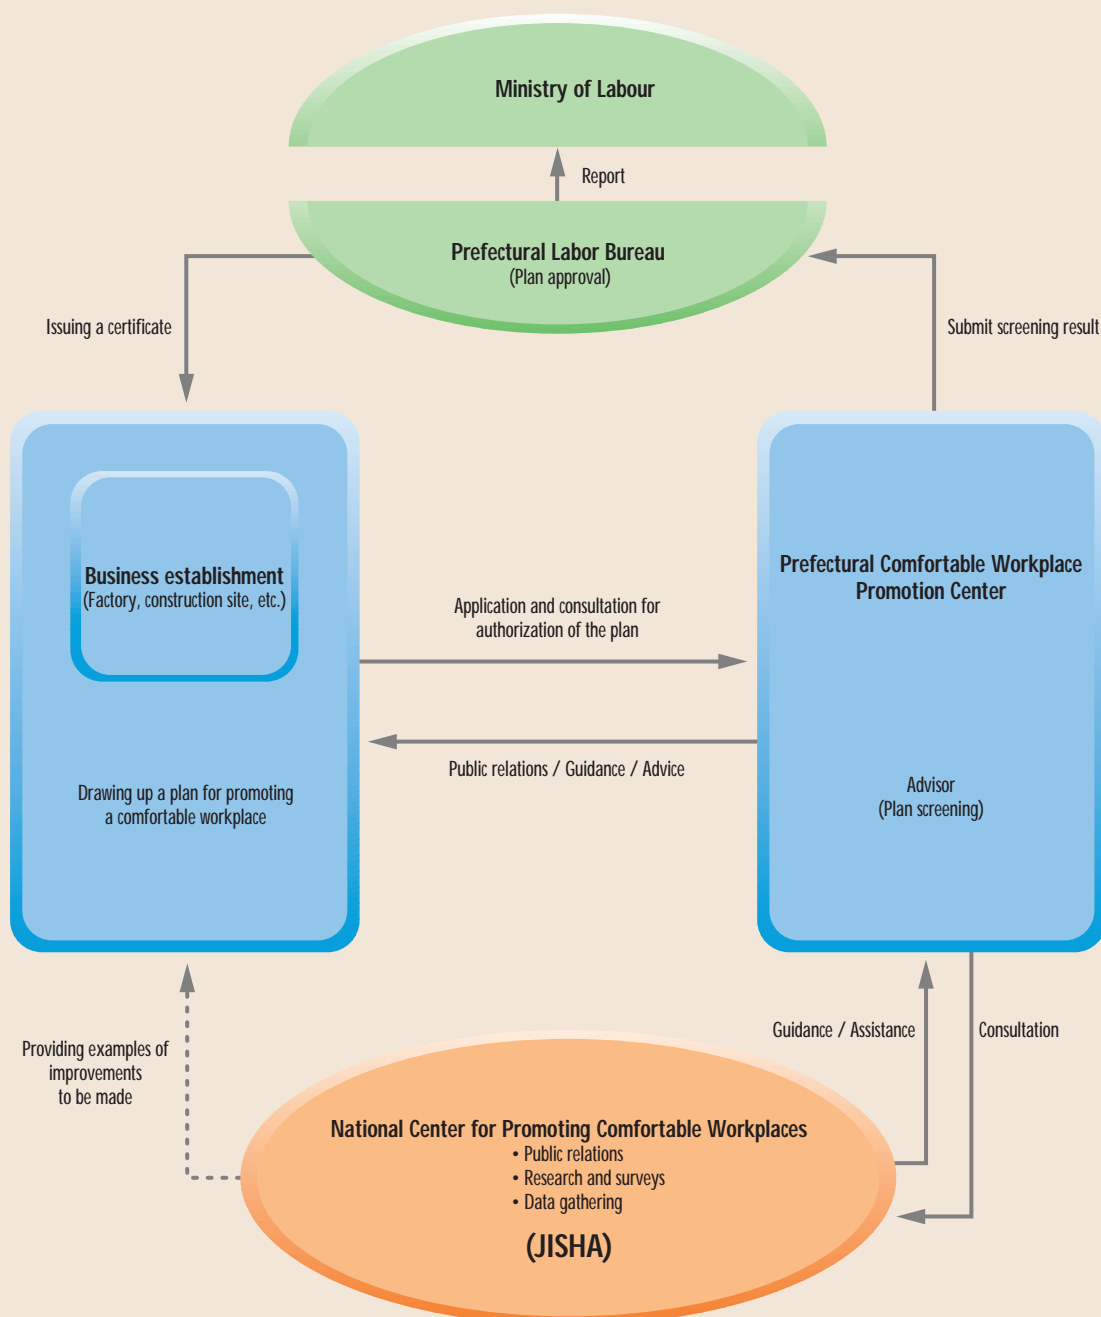 Ministry of Labour
Report
Prefectural Labor Bureau
(Plan approval)
Issuing a certificate
Submit screening result
Business establishment
(Factory, construction site, etc.)
Drawing up a plan for promoting
a comfortable workplace
Application and consultation for
authorization of the plan
Public relations / Guidance / Advice
Prefectural Comfortable Workplace
Promotion Center
Advisor
(Plan screening)
Providing examples of
improvements
to be made
Guidance / Assistance
Consultation
National Center for Promoting Comfortable Workplaces
• Public relations
• Research and surveys
• Data gathering
(JISHA)